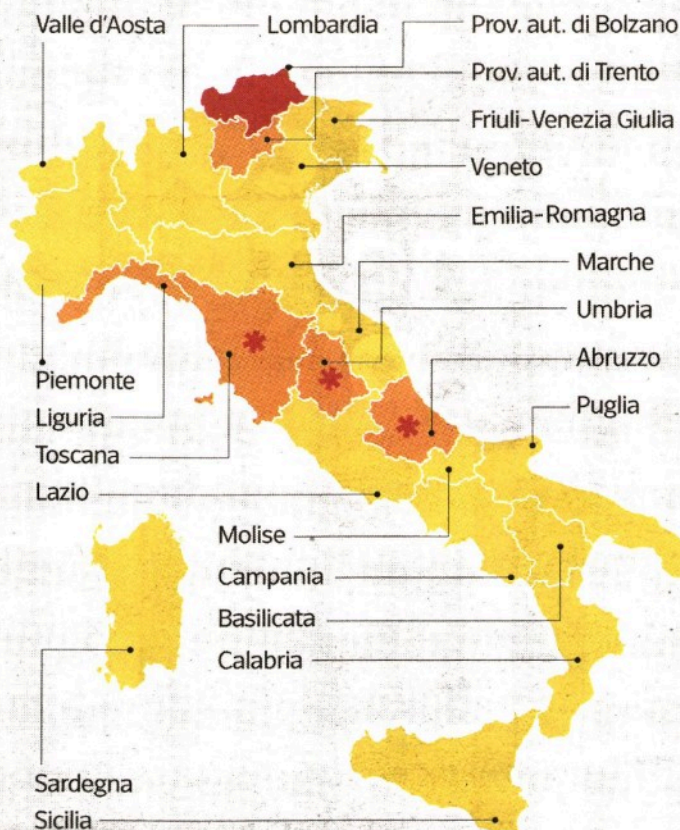 Valle d'Aosta
Lombardia
Prov. aut. di Bolzano
Prov. aut. di Trento
Friuli-Venezia Giulia
Veneto
Emilia-Romagna
Marche
Umbria
Abruzzo
Puglia
Piemonte
Liguria
Toscana
Lazio
Molise
Campania
Basilicata
Calabria
Sardegna
Sicilia